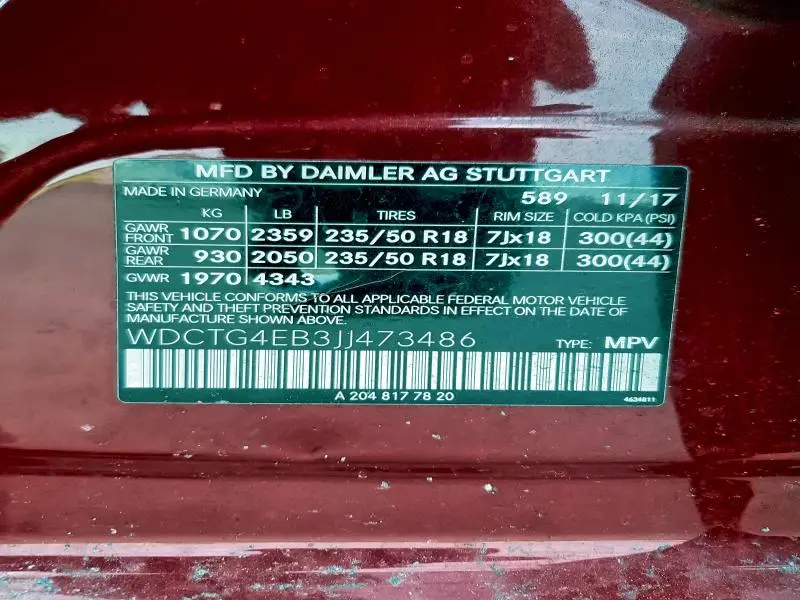 MFD BY DAIMLER AG STUTTGART
MADE IN GERMANY 589 11/17
KG LB TIRES RIM SIZE COLD KPA (PSI)
GAWR FRONT 1070 2359 235/50 R18 7Jx18 300(44)
GAWR REAR 930 2050 235/50 R18 7Jx18 300(44)
GVWR 1970 4343
THIS VEHICLE CONFORMS TO ALL APPLICABLE FEDERAL MOTOR VEHICLE
SAFETY AND THEFT PREVENTION STANDARDS IN EFFECT ON THE DATE OF
MANUFACTURE SHOWN ABOVE.
WDCTG4EB3JJ473486 TYPE: MPV
A 204 817 78 20 4634811